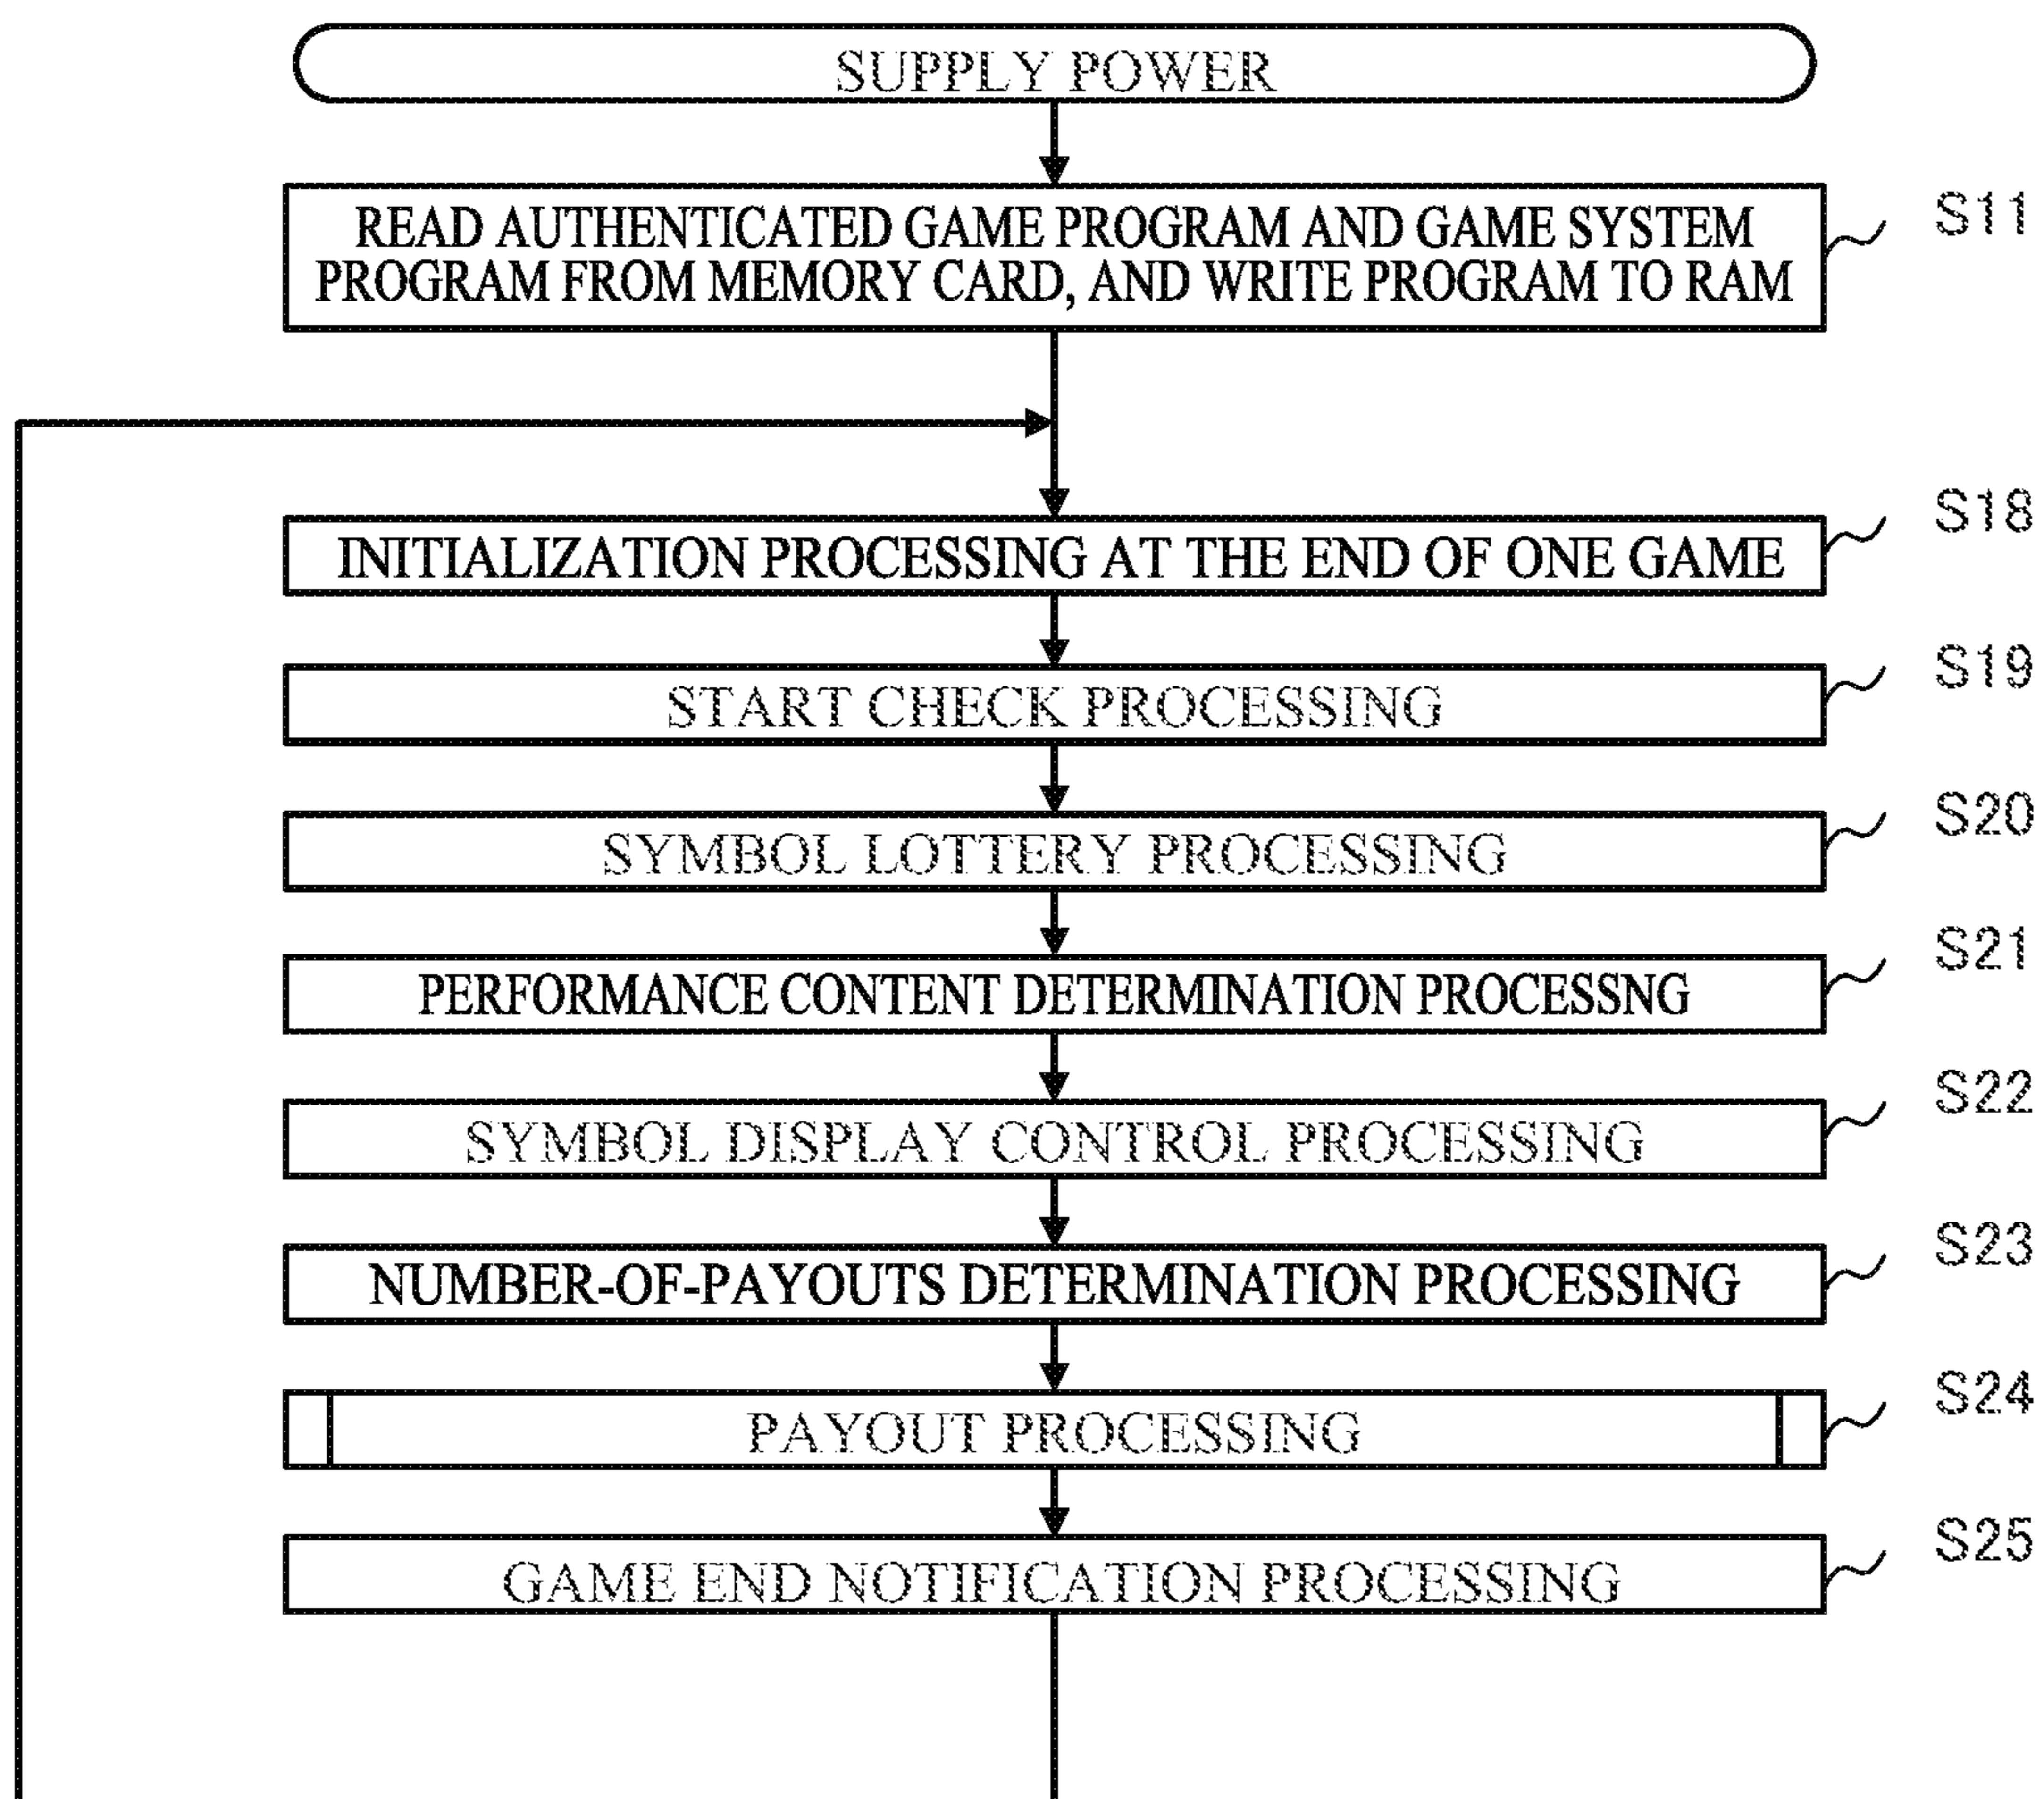 SUPPLY POWER
READ AUTHENTICATED GAME PROGRAM AND GAME SYSTEM
PROGRAM FROM MEMORY CARD, AND WRITE PROGRAM TO RAM
S11
INITIALIZATION PROCESSING AT THE END OF ONE GAME
S18
START CHECK PROCESSING
S19
SYMBOL LOTTERY PROCESSING
S20
PERFORMANCE CONTENT DETERMINATION PROCESSNG
S21
SYMBOL DISPLAY CONTROL PROCESSING
S22
NUMBER-OF-PAYOUTS DETERMINATION PROCESSING
S23
PAYOUT PROCESSING
S24
GAME END NOTIFICATION PROCESSING
S25